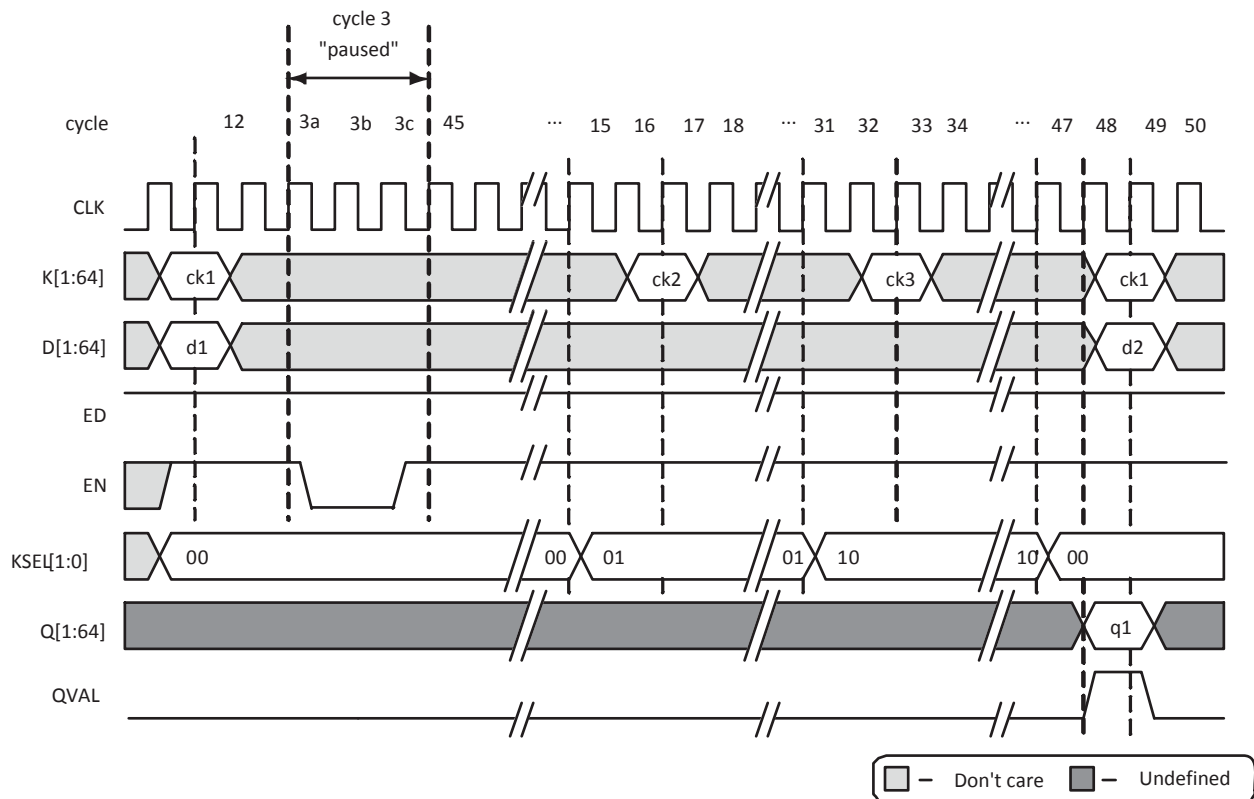 cycle 3
"paused"
cycle 12 3a 3b 3c 45 ... 15 16 17 18 ... 31 32 33 34 ... 47 48 49 50
CLK
K[1:64] ck1 ck2 ck3 ck1
D[1:64] d1 d2
ED
EN
KSEL[1:0] 00 00 01 01 10 10 00
Q[1:64] q1
QVAL
– Don't care – Undefined